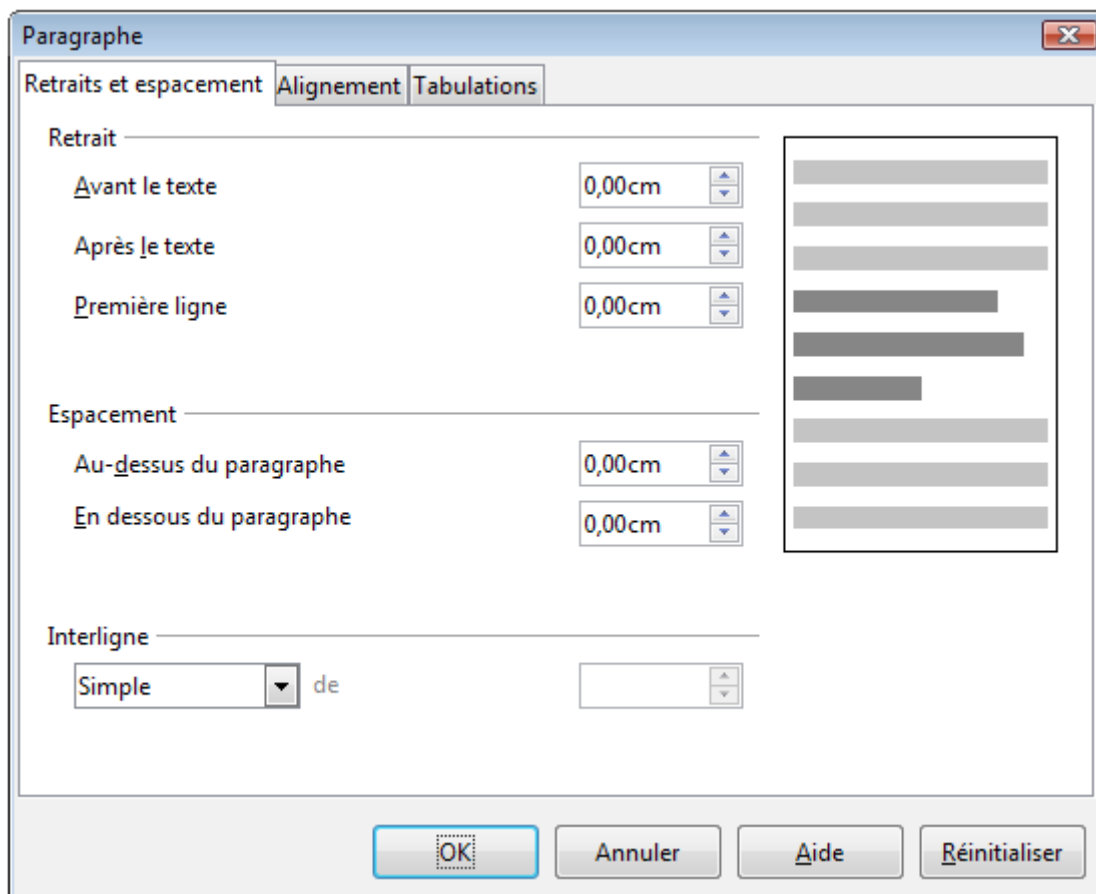 Paragraphe
Retraits et espacement Alignement Tabulations
Retrait
Avant le texte 0,00cm
Après le texte 0,00cm
Première ligne 0,00cm
Espacement
Au-dessus du paragraphe 0,00cm
En dessous du paragraphe 0,00cm
Interligne
Simple de
OK Annuler Aide Réinitialiser